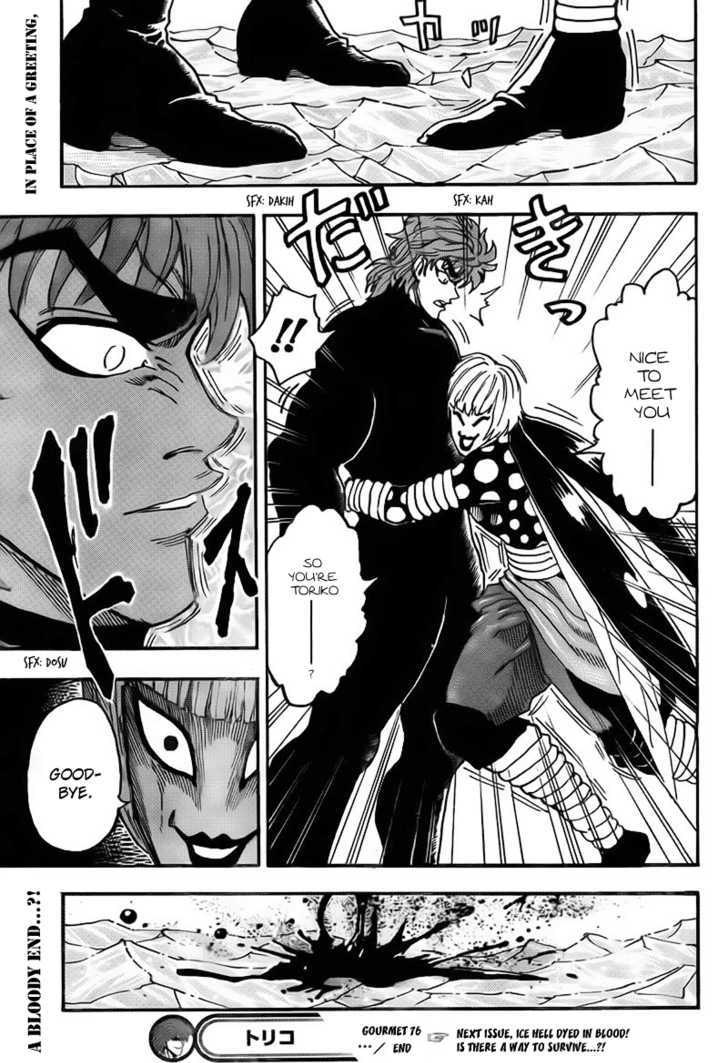 IN PLACE OF A GREETING,
カッ
SFX: DAKIH
SFX: KAH
だきっ
!!
NICE
TO
MEET
YOU
SO
YOU'RE
TORIKO
?
ドズ
SFX: DOSU
GOOD-
BYE.
A BLOODY END...?!
トリコ
GOURMET 76
... / END
☞ NEXT ISSUE, ICE HELL DYED IN BLOOD!
IS THERE A WAY TO SURVIVE...?!